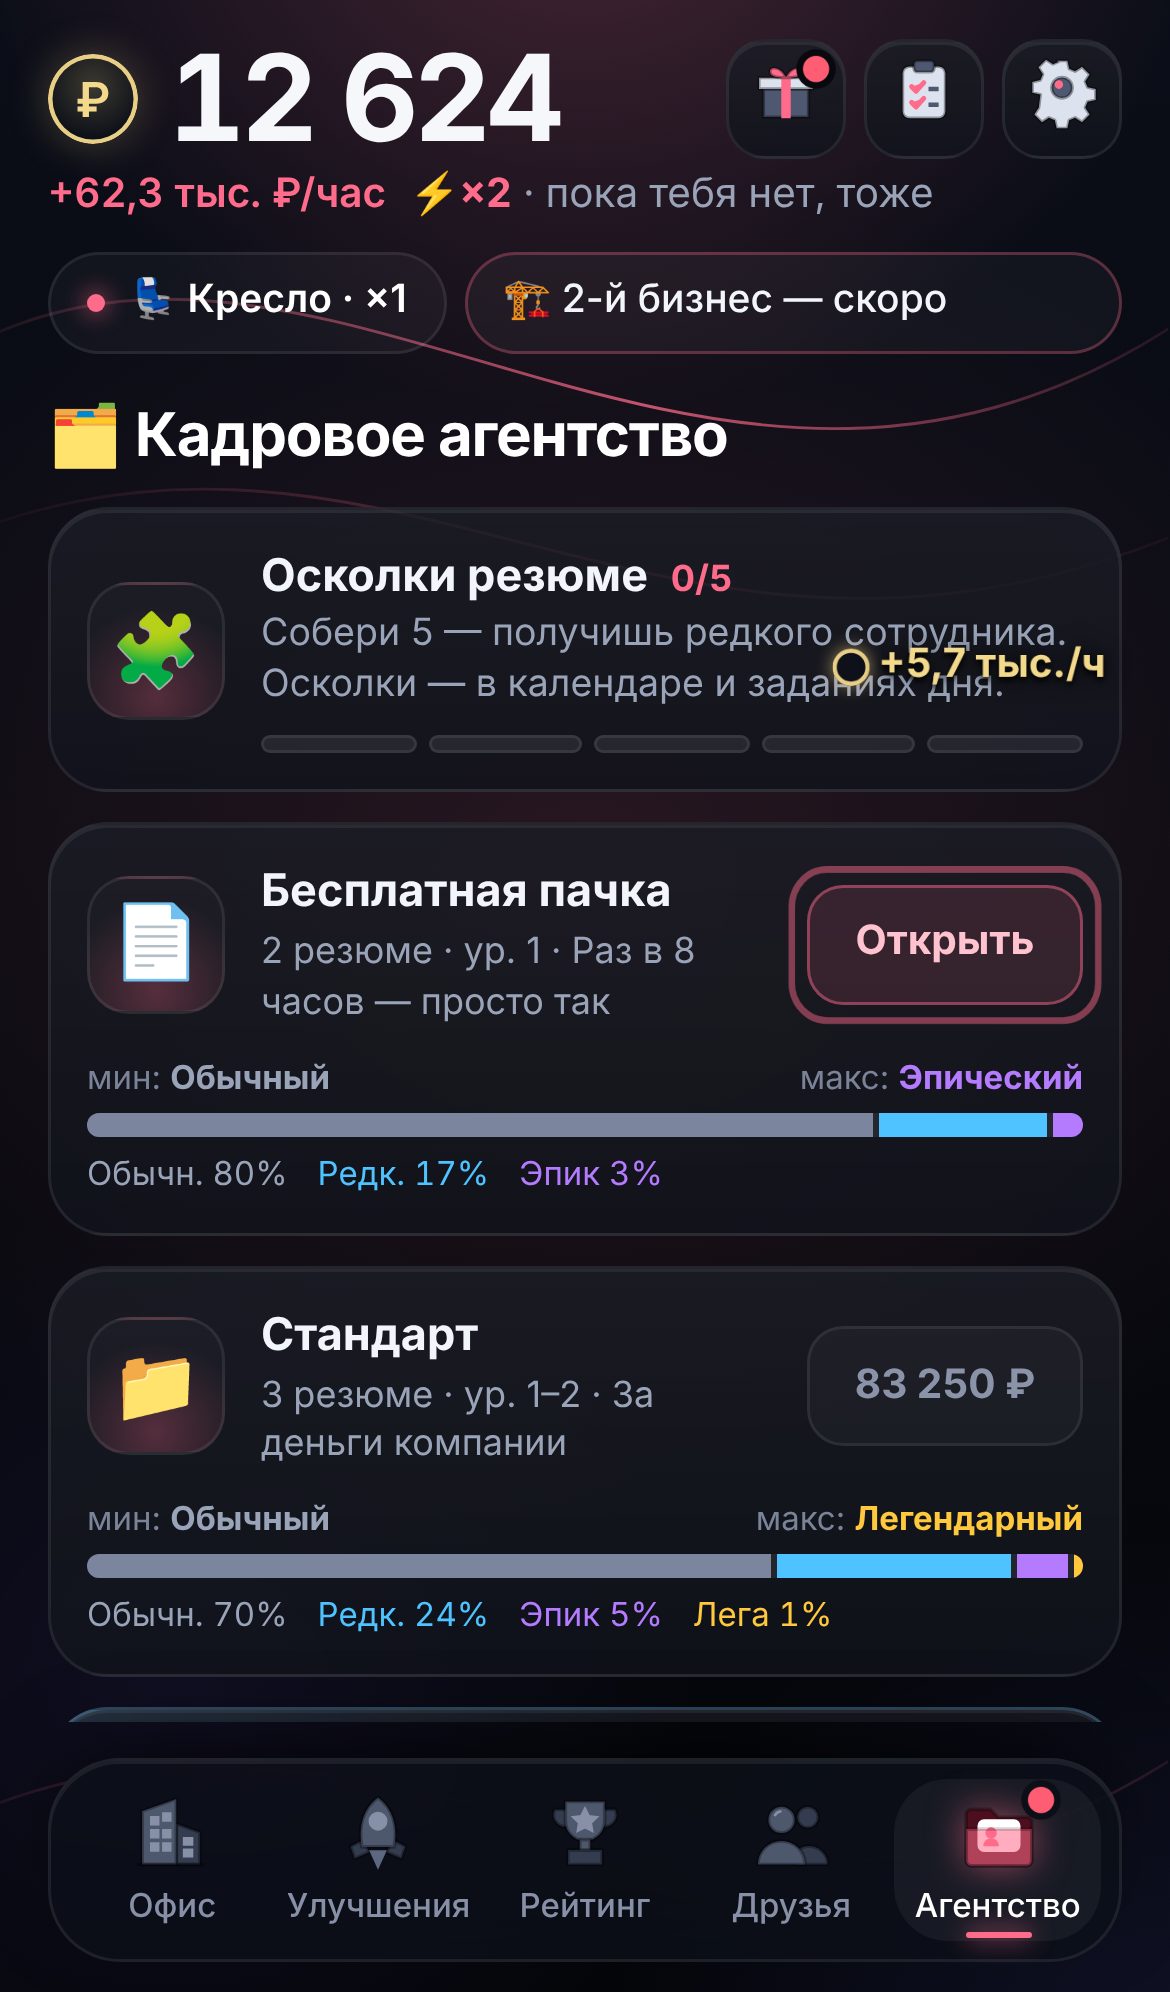 ₽ 12 624
+62,3 тыс. ₽/час ⚡×2 · пока тебя нет, тоже
Кресло · ×1
2-й бизнес — скоро
Кадровое агентство
Осколки резюме 0/5
Собери 5 — получишь редкого сотрудника.
+5,7 тыс./ч
Осколки — в календаре и заданиях дня.
Бесплатная пачка
2 резюме · ур. 1 · Раз в 8
часов — просто так
Открыть
мин: Обычный макс: Эпический
Обычн. 80% Редк. 17% Эпик 3%
Стандарт
3 резюме · ур. 1–2 · За
деньги компании
83 250 ₽
мин: Обычный макс: Легендарный
Обычн. 70% Редк. 24% Эпик 5% Лега 1%
Офис Улучшения Рейтинг Друзья Агентство